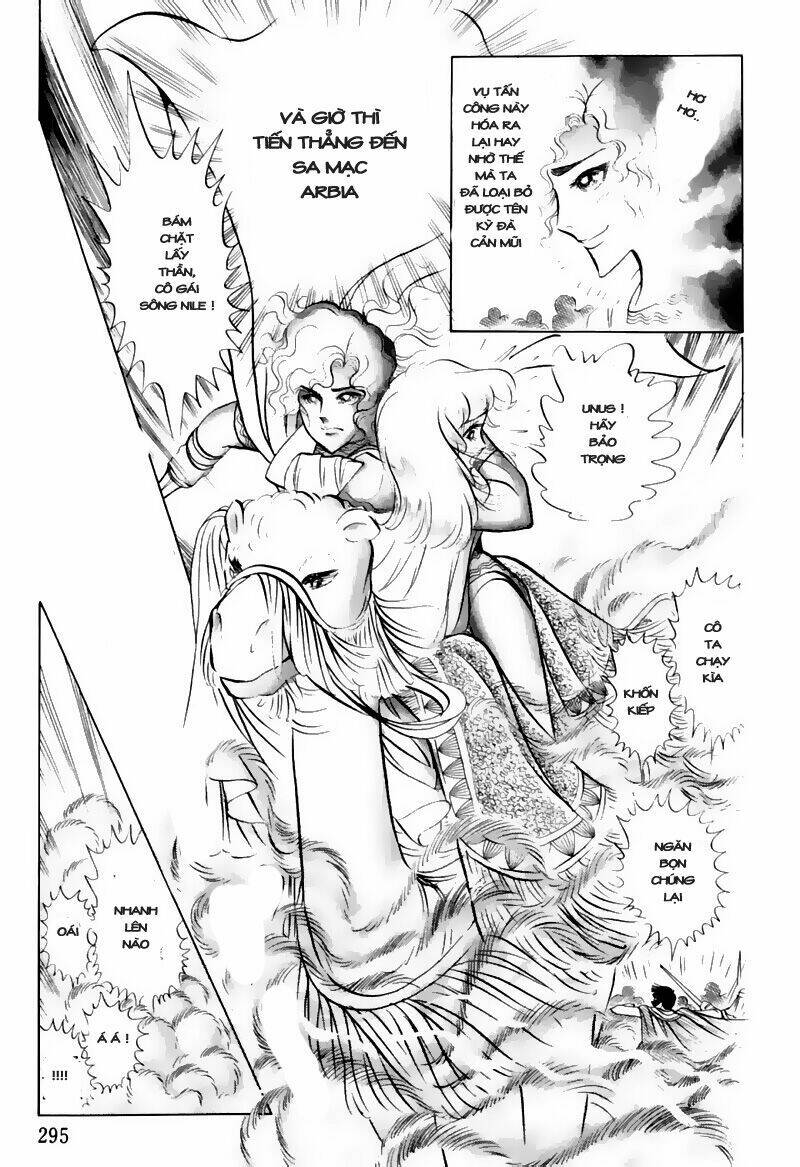 HƠ
HƠ..
VỤ TẤN
CÔNG NÀY
HÓA RA
LẠI HAY
NHỜ THẾ
MÀ TA
ĐÃ LOẠI BỎ
ĐƯỢC TÊN
KỲ ĐÀ
CẢN MŨI
VÀ GIỜ THÌ
TIẾN THẲNG ĐẾN
SA MẠC
ARBIA
BÁM
CHẶT
LẤY
THẦN,
CÔ GÁI
SÔNG NILE !
UNUS !
HÃY
BẢO
TRỌNG
CÔ
TA
CHẠY
KÌA
KHỐN
KIẾP
NGĂN
BỌN
CHÚNG
LẠI
NHANH
LÊN
NÀO
OÁI
Á Á !
!!!!
295